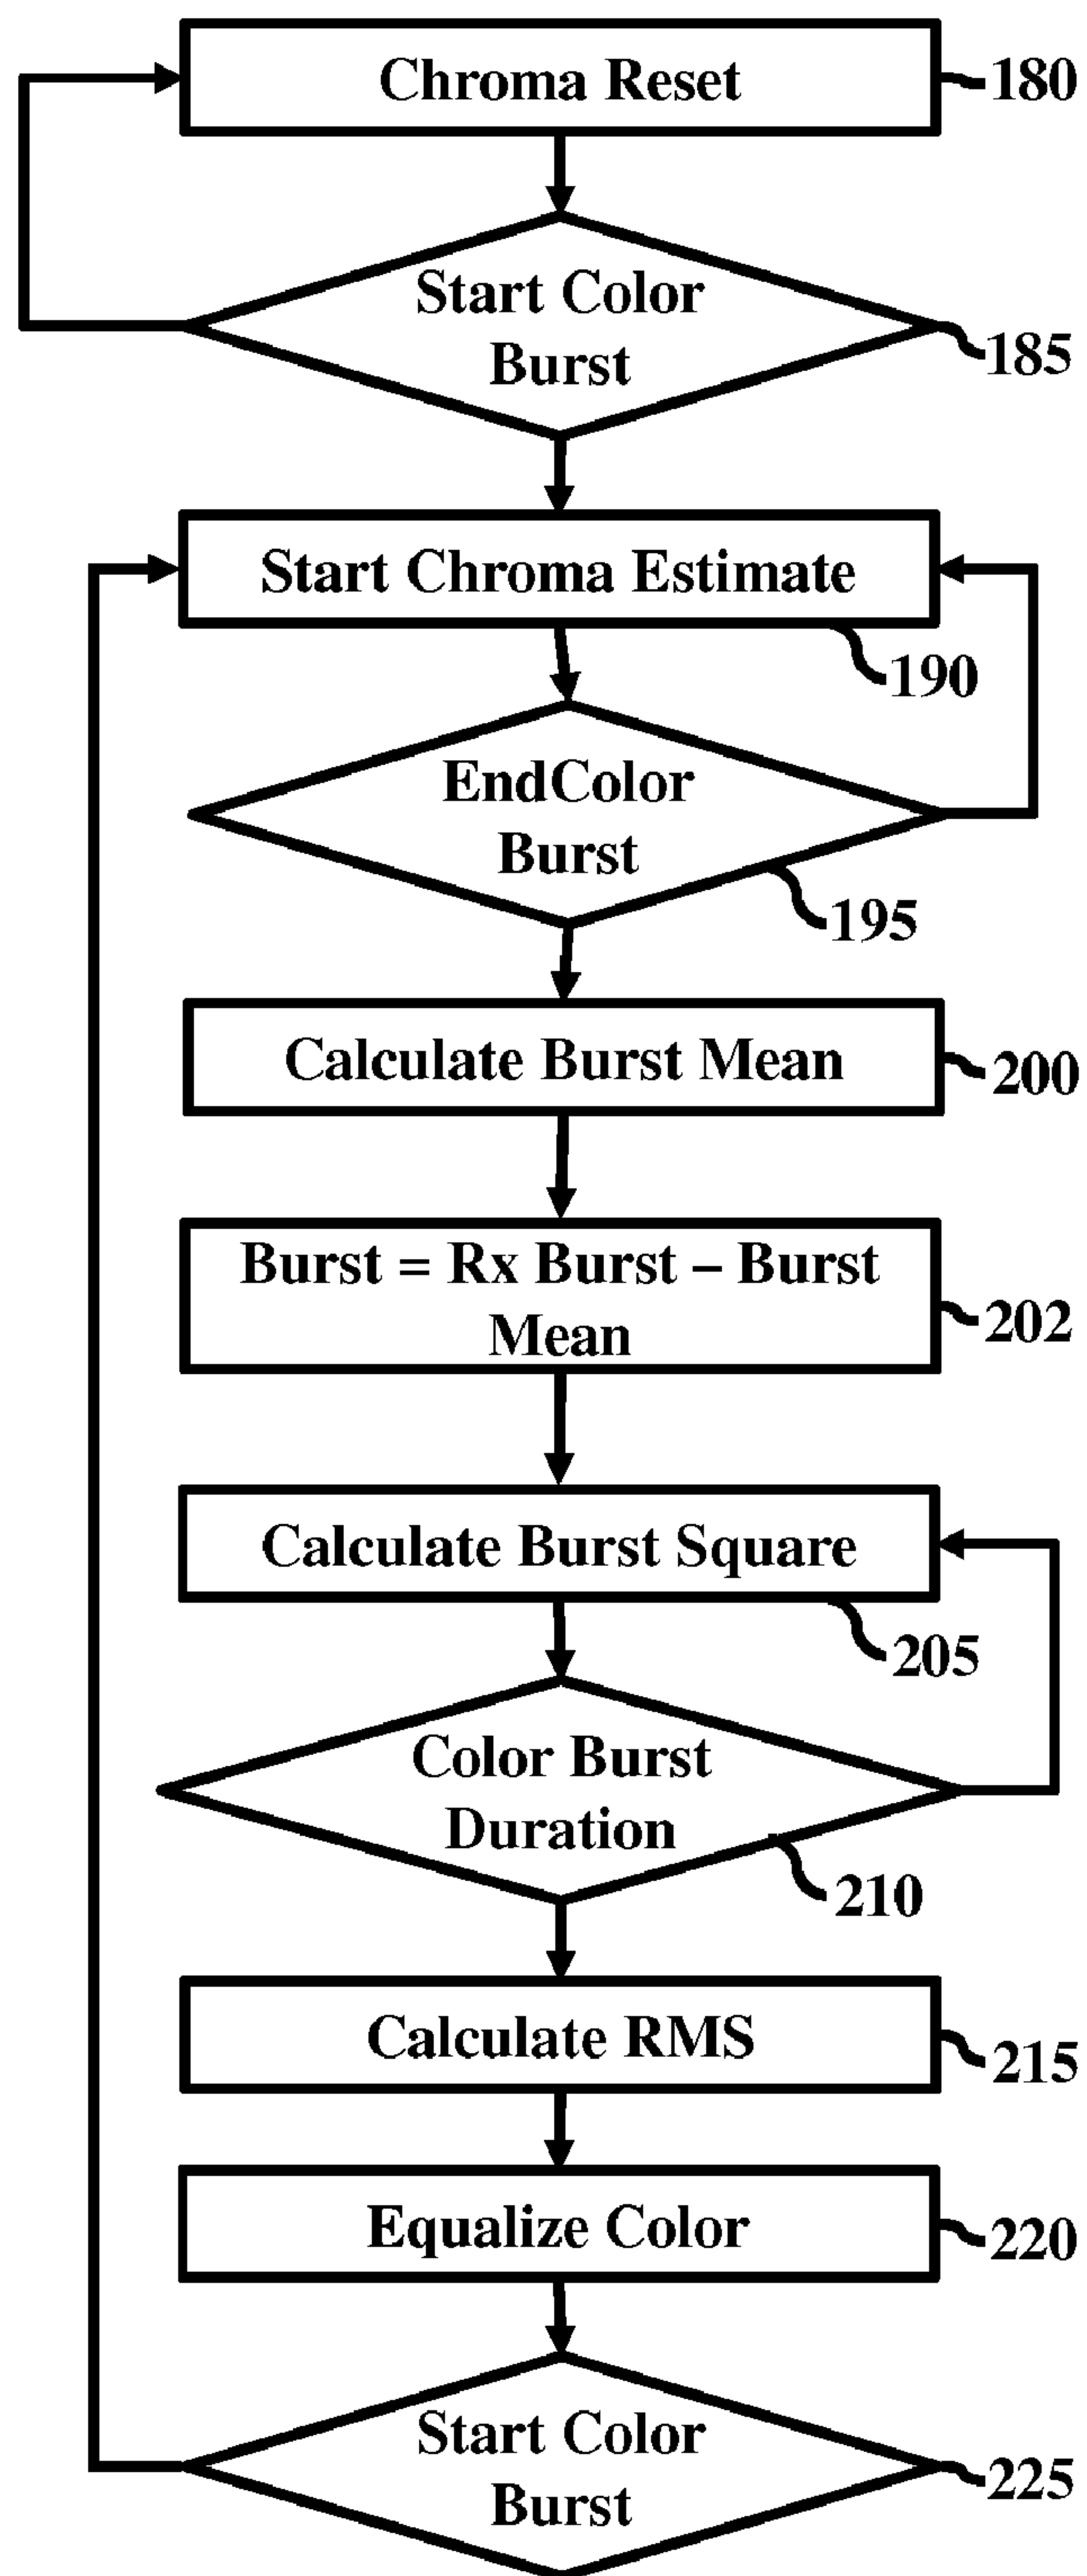 Chroma Reset
180
Start Color
Burst
185
Start Chroma Estimate
190
EndColor
Burst
195
Calculate Burst Mean
200
Burst = Rx Burst – Burst
Mean
202
Calculate Burst Square
205
Color Burst
Duration
210
Calculate RMS
215
Equalize Color
220
Start Color
Burst
225